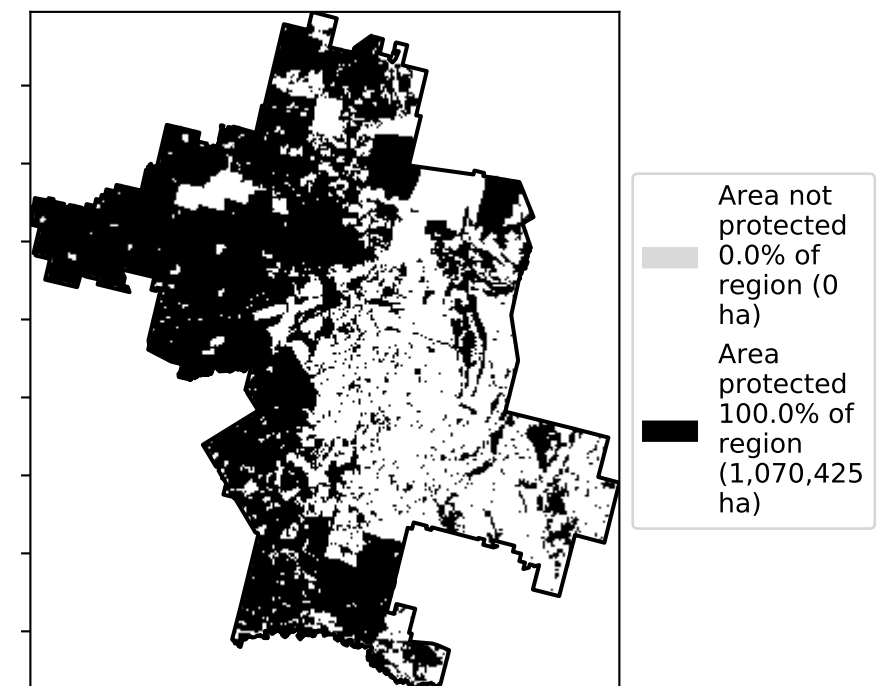 Area not
protected
0.0% of
region (0
ha)
Area
protected
100.0% of
region
(1,070,425
ha)